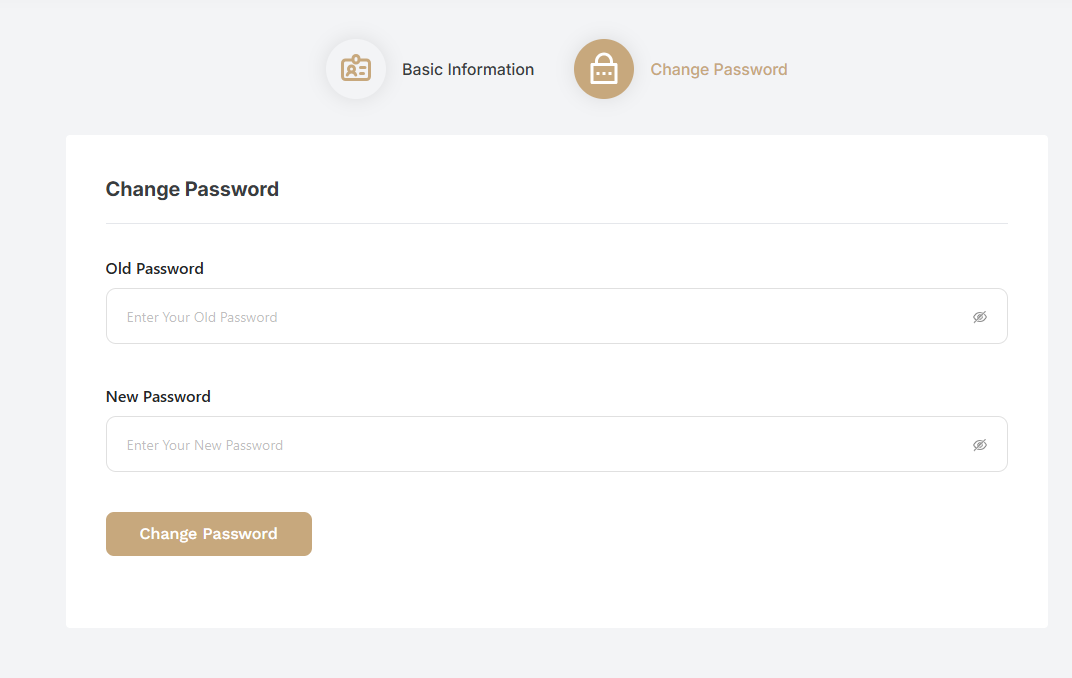 Basic Information
Change Password
Change Password
Old Password
Enter Your Old Password
New Password
Enter Your New Password
Change Password